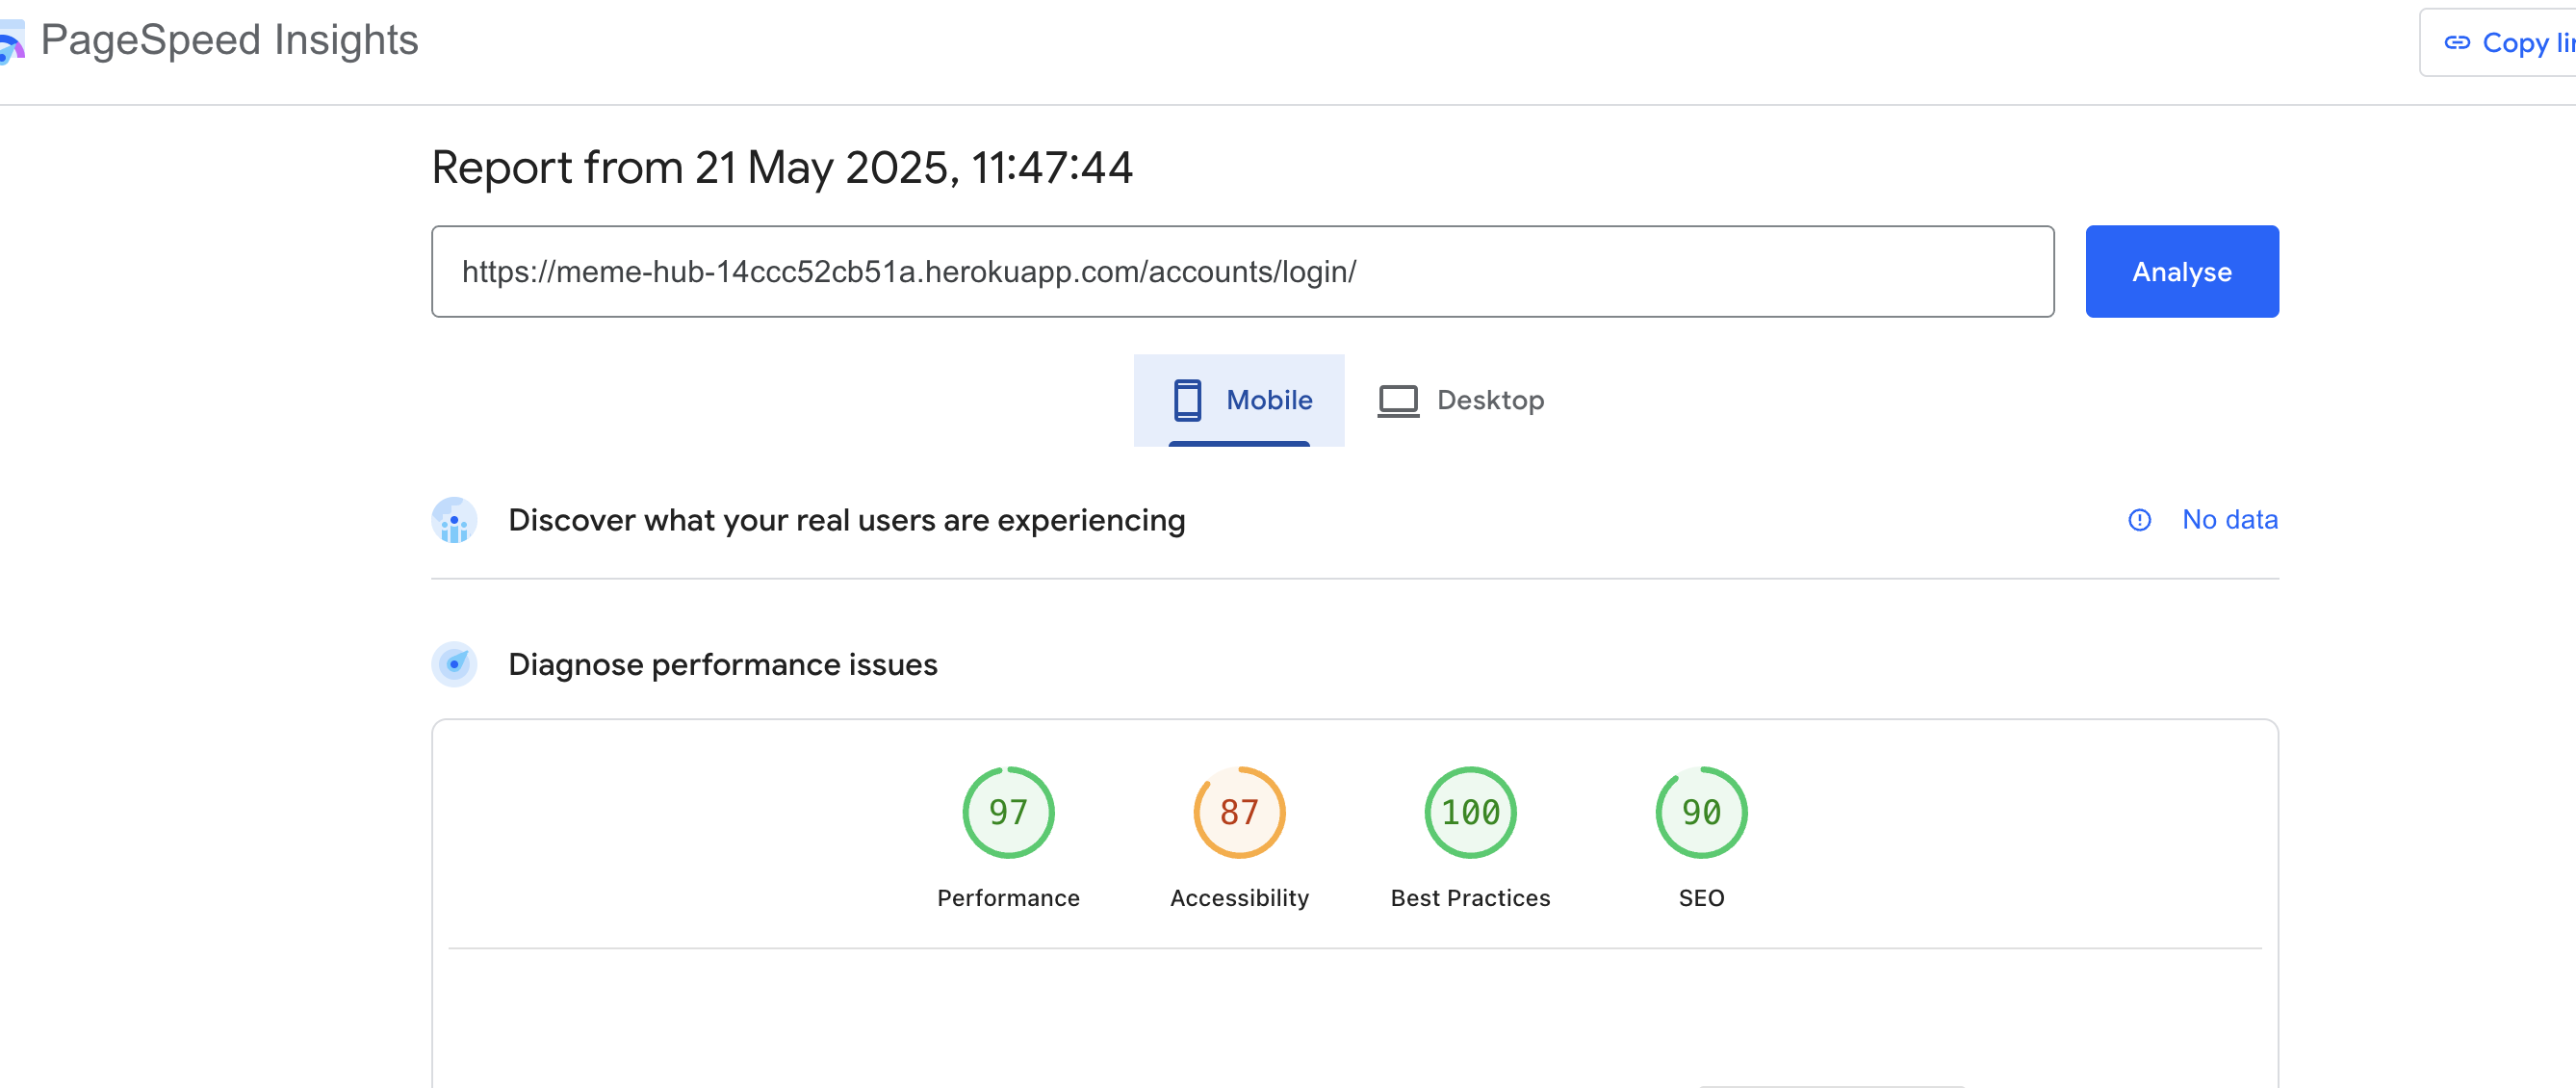 PageSpeed Insights
Copy li
Report from 21 May 2025, 11:47:44
https://meme-hub-14ccc52cb51a.herokuapp.com/accounts/login/
Analyse
Mobile
Desktop
Discover what your real users are experiencing
No data
Diagnose performance issues
97
87
100
90
Performance
Accessibility
Best Practices
SEO